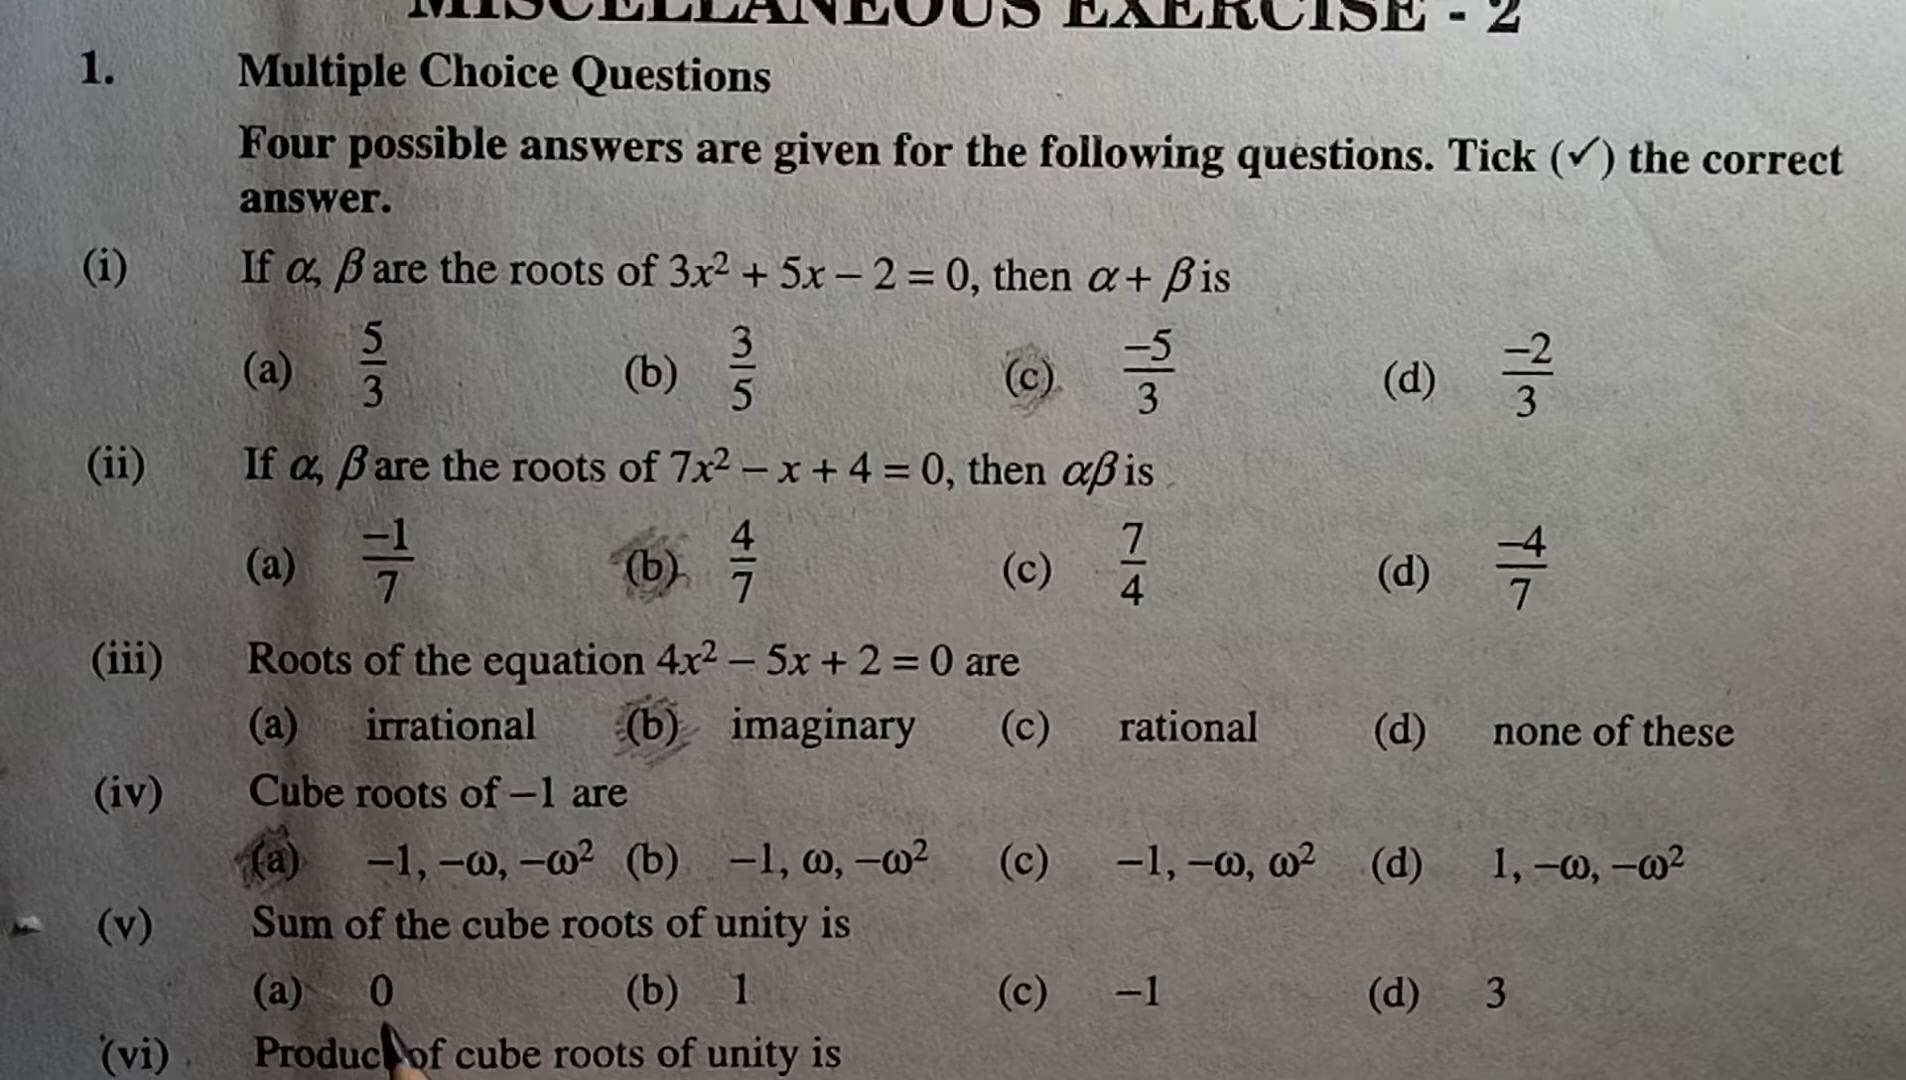 MISCELLANEOUS EXERCISE - 2
1. Multiple Choice Questions
Four possible answers are given for the following questions. Tick (✓) the correct
answer.
(i) If α, β are the roots of 3x² + 5x – 2 = 0, then α + β is
(a) 5/3 (b) 3/5 (c) –5/3 (d) –2/3
(ii) If α, β are the roots of 7x² – x + 4 = 0, then αβ is
(a) –1/7 (b) 4/7 (c) 7/4 (d) –4/7
(iii) Roots of the equation 4x² – 5x + 2 = 0 are
(a) irrational (b) imaginary (c) rational (d) none of these
(iv) Cube roots of –1 are
(a) –1, –ω, –ω² (b) –1, ω, –ω² (c) –1, –ω, ω² (d) 1, –ω, –ω²
(v) Sum of the cube roots of unity is
(a) 0 (b) 1 (c) –1 (d) 3
(vi) Product of cube roots of unity is